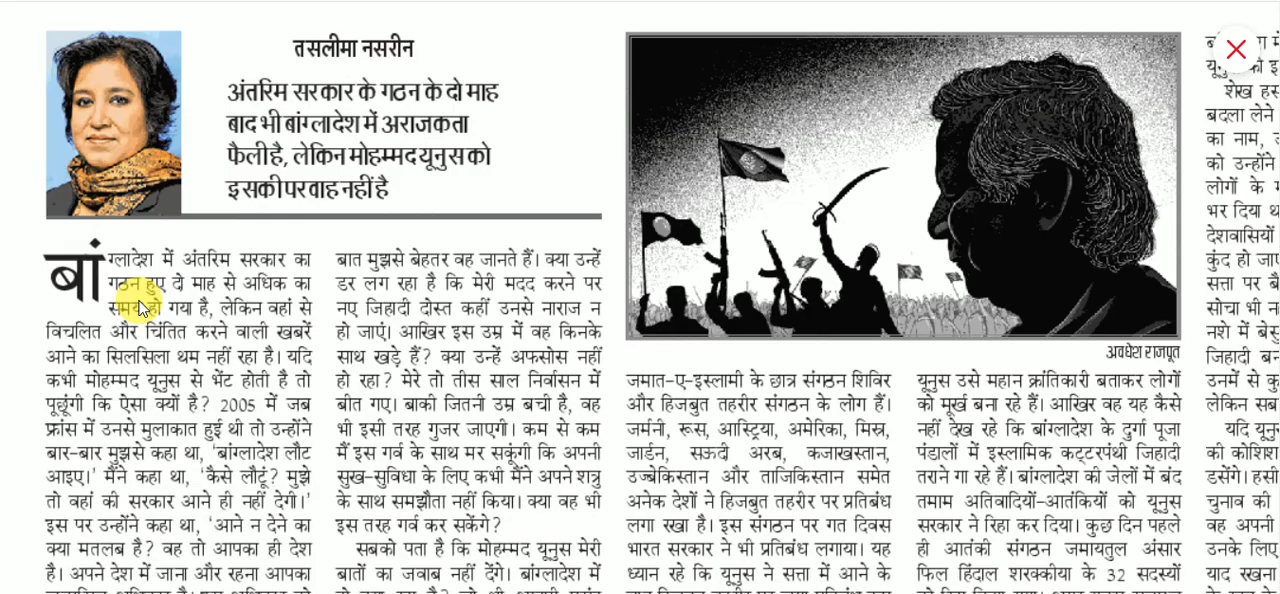 तसलीमा नसरीन
अंतरिम सरकार के गठन के दो माह
बाद भी बांग्लादेश में अराजकता
फैली है, लेकिन मोहम्मद यूनुस को
इसकी परवाह नहीं है
बांग्लादेश में अंतरिम सरकार का
गठन हुए दो माह से अधिक का
समय हो गया है, लेकिन वहां से
विचलित और चिंतित करने वाली खबरें
आने का सिलसिला थम नहीं रहा है। यदि
कभी मोहम्मद यूनुस से भेंट होती है तो
पूछूंगी कि ऐसा क्यों है? 2005 में जब
फ्रांस में उनसे मुलाकात हुई थी तो उन्होंने
बार-बार मुझसे कहा था, 'बांग्लादेश लौट
आइए।' मैंने कहा था, 'कैसे लौटूं? मुझे
तो वहां की सरकार आने ही नहीं देगी।'
इस पर उन्होंने कहा था, 'आने न देने का
क्या मतलब है? वह तो आपका ही देश
है। अपने देश में जाना और रहना आपका
बात मुझसे बेहतर वह जानते हैं। क्या उन्हें
डर लग रहा है कि मेरी मदद करने पर
नए जिहादी दोस्त कहीं उनसे नाराज न
हो जाएं। आखिर इस उम्र में वह किनके
साथ खड़े हैं? क्या उन्हें अफसोस नहीं
हो रहा? मेरे तो तीस साल निर्वासन में
बीत गए। बाकी जितनी उम्र बची है, वह
भी इसी तरह गुजर जाएगी। कम से कम
मैं इस गर्व के साथ मर सकूंगी कि अपनी
सुख-सुविधा के लिए कभी मैंने अपने शत्रु
के साथ समझौता नहीं किया। क्या वह भी
इस तरह गर्व कर सकेंगे?
सबको पता है कि मोहम्मद यूनुस मेरी
बातों का जवाब नहीं देंगे। बांग्लादेश में
अवधेश राजपूत
जमात-ए-इस्लामी के छात्र संगठन शिविर
और हिजबुत तहरीर संगठन के लोग हैं।
जर्मनी, रूस, आस्ट्रिया, अमेरिका, मिस्र,
जार्डन, सऊदी अरब, कजाखस्तान,
उज्बेकिस्तान और ताजिकिस्तान समेत
अनेक देशों ने हिजबुत तहरीर पर प्रतिबंध
लगा रखा है। इस संगठन पर गत दिवस
भारत सरकार ने भी प्रतिबंध लगाया। यह
ध्यान रहे कि यूनुस ने सत्ता में आने के
यूनुस उसे महान क्रांतिकारी बताकर लोगों
को मूर्ख बना रहे हैं। आखिर वह यह कैसे
नहीं देख रहे कि बांग्लादेश के दुर्गा पूजा
पंडालों में इस्लामिक कट्टरपंथी जिहादी
तराने गा रहे हैं। बांग्लादेश की जेलों में बंद
तमाम अतिवादियों-आतंकियों को यूनुस
सरकार ने रिहा कर दिया। कुछ दिन पहले
ही आतंकी संगठन जमायतुल अंसार
फिल हिंदाल शरक्कीया के 32 सदस्यों
शेख हस
बदला लेने
का नाम,
को उन्होंने
लोगों के
भर दिया
देशवासियों
कुंद हो जा
सत्ता पर
सोचा भी
नशे में
जिहादी
उनमें से
लेकिन सब
यदि यूनु
की कोशिश
डसेंगे। हसी
चुनाव की
वह अपनी
उनके लिए
याद रखना